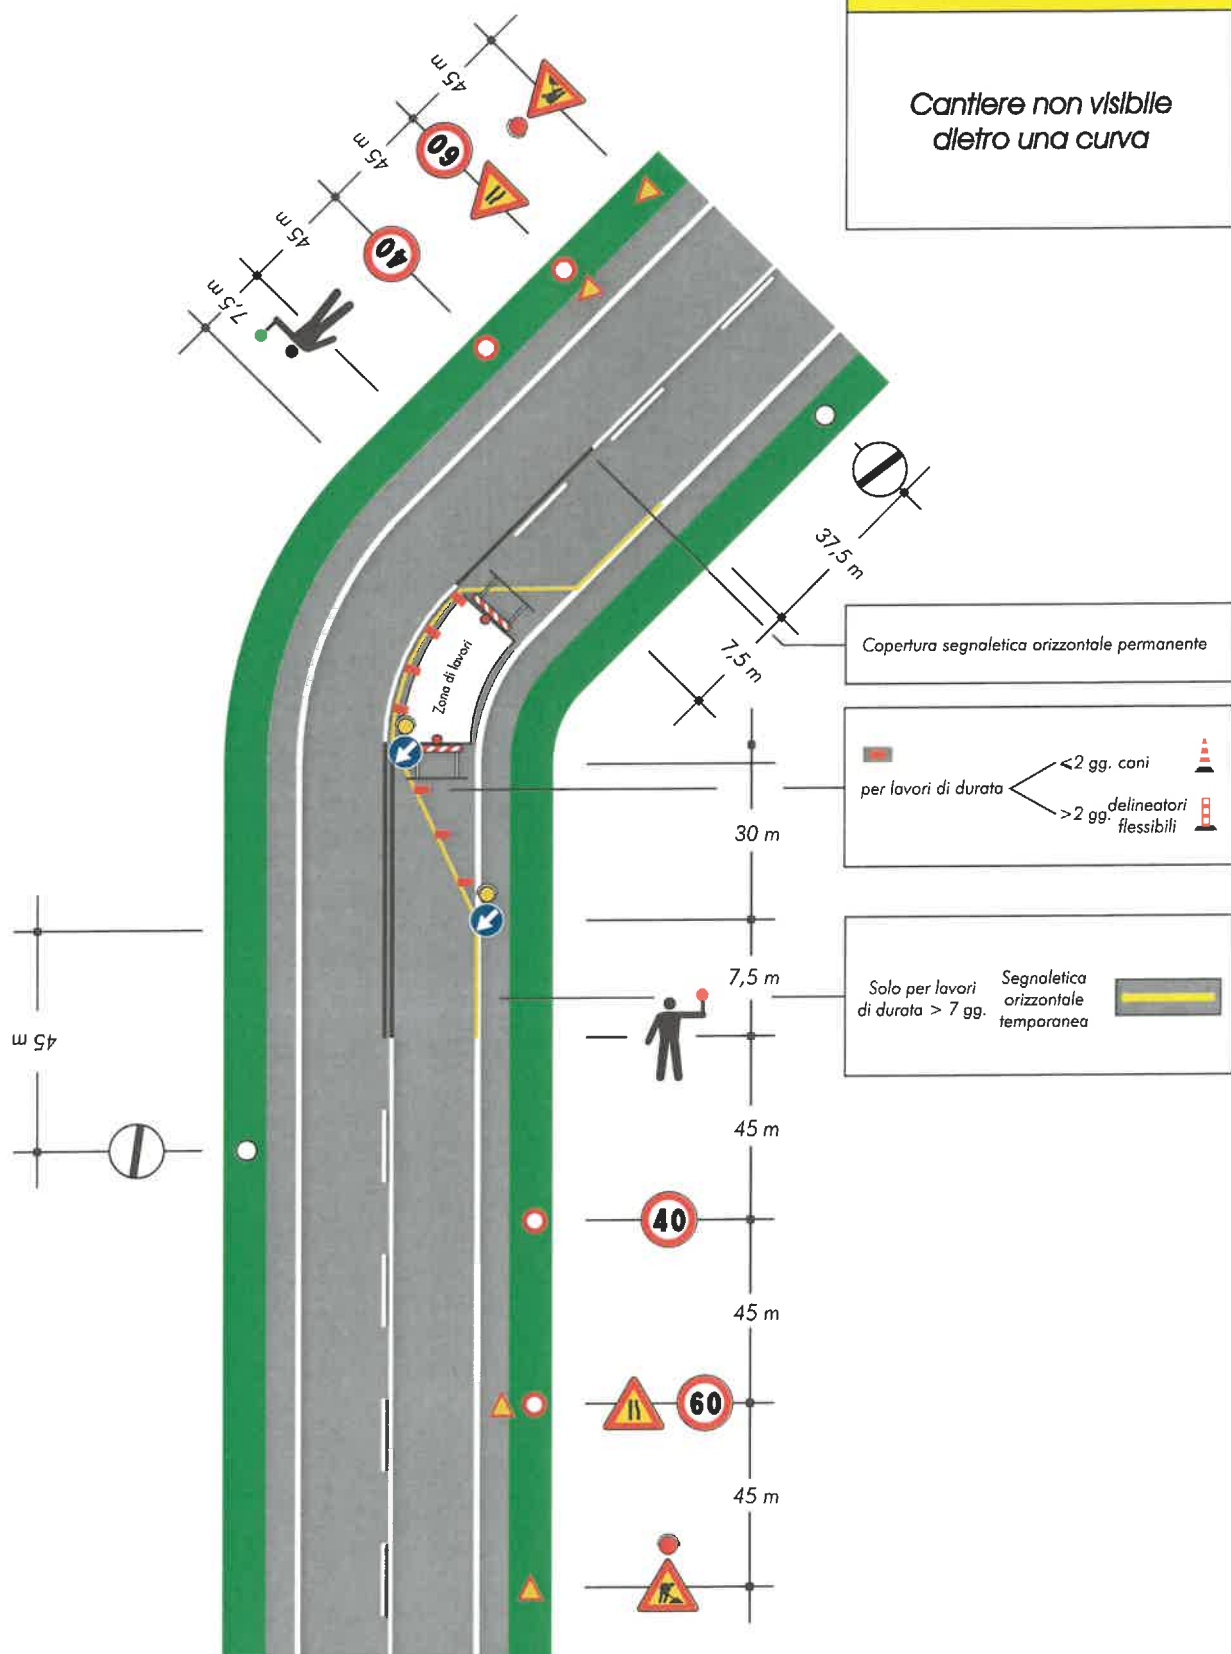 Cantiere non visibile
dietro una curva
45 m
45 m
60
45 m
40
7,5 m
37,5 m
7,5 m
Zona di lavori
Copertura segnaletica orizzontale permanente
per lavori di durata
≤2 gg. coni
>2 gg. delineatori
flessibili
30 m
7,5 m
Solo per lavori
di durata > 7 gg.
Segnaletica
orizzontale
temporanea
45 m
45 m
40
45 m
60
45 m